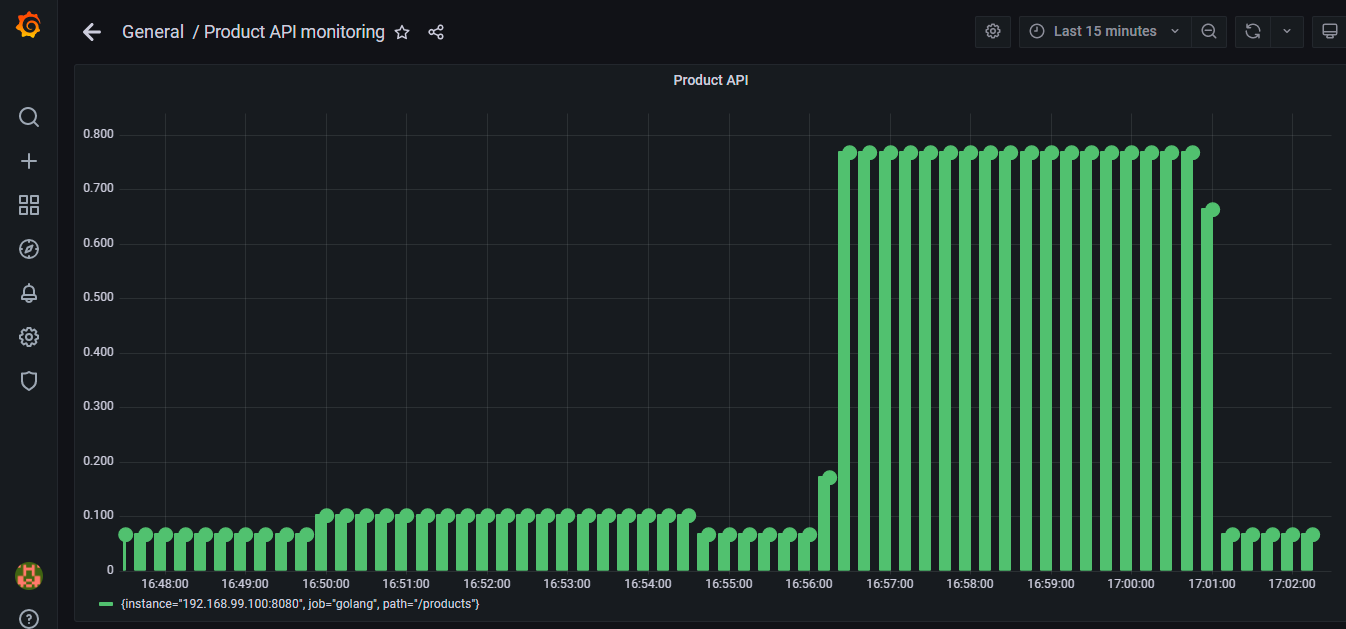 General / Product API monitoring
Last 15 minutes
Product API
0.800
0.700
0.600
0.500
0.400
0.300
0.200
0.100
0
16:48:00 16:49:00 16:50:00 16:51:00 16:52:00 16:53:00 16:54:00 16:55:00 16:56:00 16:57:00 16:58:00 16:59:00 17:00:00 17:01:00 17:02:00
{instance="192.168.99.100:8080", job="golang", path="/products"}